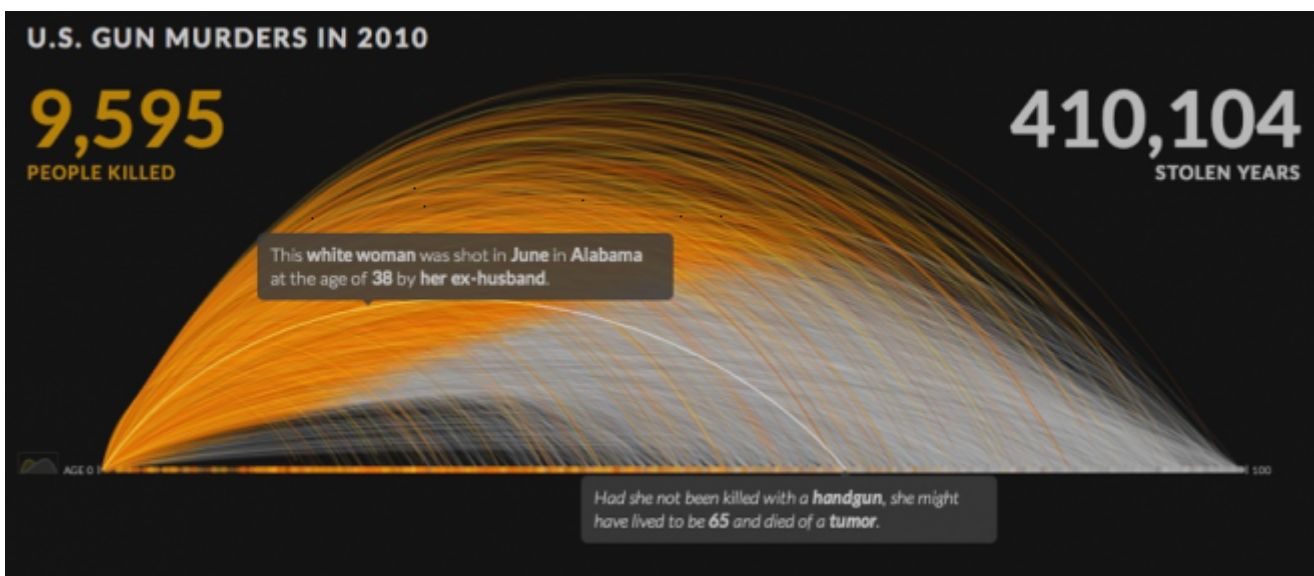 U.S. GUN MURDERS IN 2010
9,595
PEOPLE KILLED
410,104
STOLEN YEARS
This white woman was shot in June in Alabama
at the age of 38 by her ex-husband.
AGE 0
100
Had she not been killed with a handgun, she might
have lived to be 65 and died of a tumor.